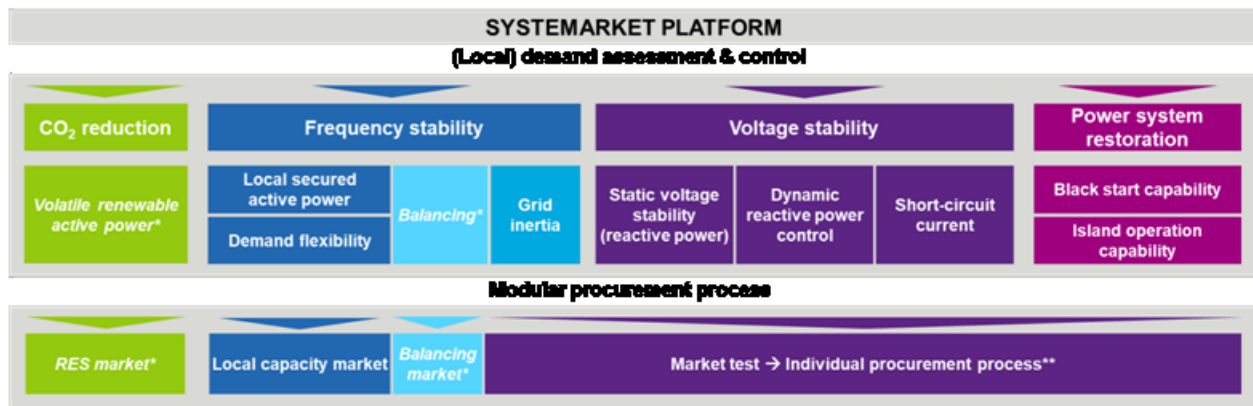 SYSTEMARKET PLATFORM
(Local) demand assessment & control
CO₂ reduction
Frequency stability
Voltage stability
Power system
restoration
Volatile renewable
active power*
Local secured
active power
Demand flexibility
Balancing*
Grid
inertia
Static voltage
stability
(reactive power)
Dynamic
reactive power
control
Short-circuit
current
Black start capability
Island operation
capability
Modular procurement process
RES market*
Local capacity market
Balancing
market*
Market test → Individual procurement process**